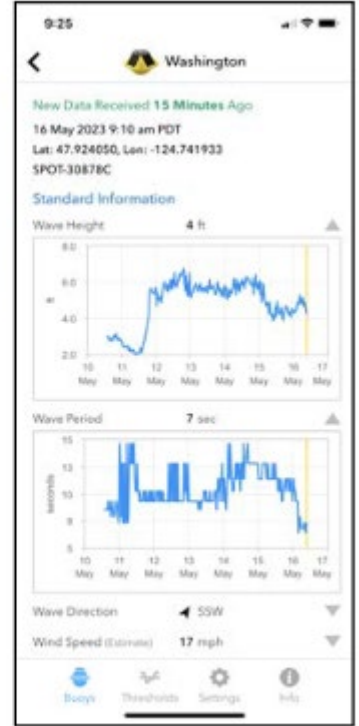 9:25
Washington
New Data Received 15 Minutes Ago
16 May 2023 9:10 am PDT
Lat: 47.924050, Lon: -124.741933
SPOT-30878C
Standard Information
Wave Height 4 ft
8.0
6.0
ft
4.0
2.0
10 11 12 13 14 15 16 17
May May May May May May May May
Wave Period 7 sec
15
13
seconds
10
8
5
10 11 12 13 14 15 16 17
May May May May May May May May
Wave Direction SSW
Wind Speed (Estimate) 17 mph
Buoys Thresholds Settings Info